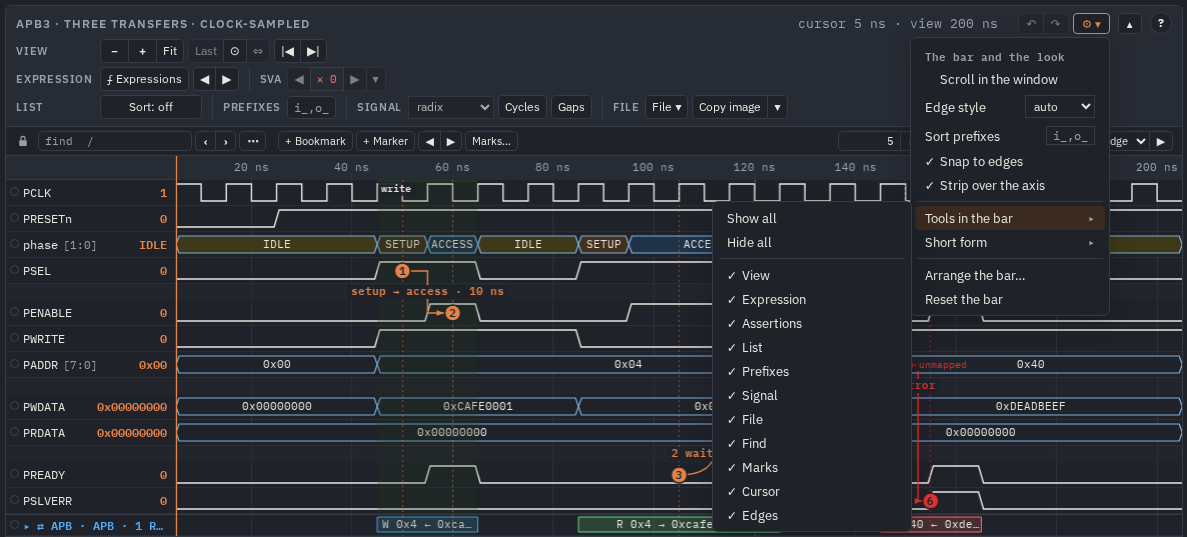 APB3 · THREE TRANSFERS · CLOCK-SAMPLED
cursor 5 ns · view 200 ns
VIEW − + Fit Last
EXPRESSION ⨍ Expressions ◀ ▶ SVA ◀ × 0 ▶ ▾
LIST Sort: off PREFIXES i_,o_ SIGNAL radix Cycles Gaps FILE File ▾ Copy image ▾
find / ‹ › ⋯ + Bookmark + Marker ◀ ▶ Marks… 5
20 ns 40 ns 60 ns 80 ns 100 ns 120 ns 140 ns 200 ns
PCLK 1 write
PRESETn 0
phase [1:0] IDLE IDLE SETUP ACCESS IDLE SETUP
PSEL 0 1
setup → access · 10 ns
PENABLE 0 2
PWRITE 0
PADDR [7:0] 0x00 0x00 0x04 unmapped 0x40
PWDATA 0x00000000 0x00000000 0xCAFE0001 0xDEADBEEF
PRDATA 0x00000000 0x00000000 0x00000000
2 wait
PREADY 0 3
PSLVERR 0 6
▸ ⇄ APB · APB · 1 R… W 0x4 ← 0xca… R 0x4 → 0xcafe 40 ← 0xde…
The bar and the look
Scroll in the window
Edge style auto
Sort prefixes i_,o_
✓ Snap to edges
✓ Strip over the axis
Tools in the bar ▸
Short form ▸
Arrange the bar…
Reset the bar
Show all
Hide all
✓ View
✓ Expression
✓ Assertions
✓ List
✓ Prefixes
✓ Signal
✓ File
✓ Find
✓ Marks
✓ Cursor
✓ Edges